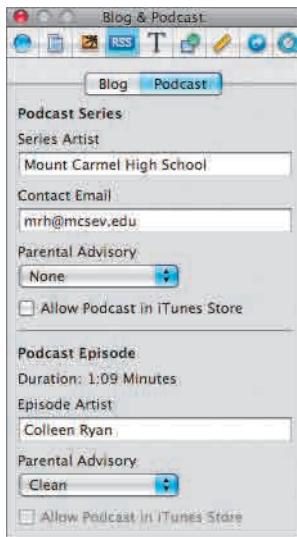 Blog & Podcast
RSS T
Blog Podcast
Podcast Series
Series Artist
Mount Carmel High School
Contact Email
mrh@mcsev.edu
Parental Advisory
None
Allow Podcast in iTunes Store
Podcast Episode
Duration: 1:09 Minutes
Episode Artist
Colleen Ryan
Parental Advisory
Clean
Allow Podcast in iTunes Store